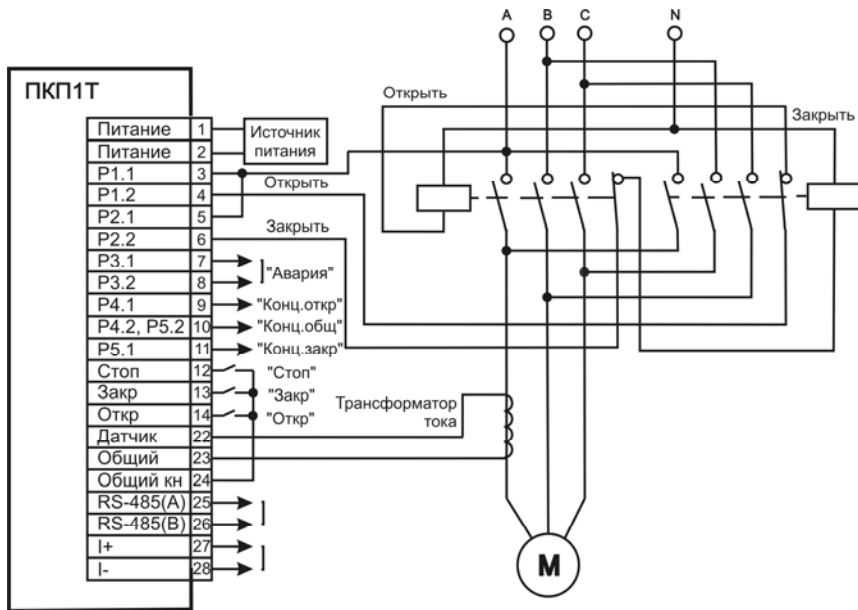 A B C N
ПКП1Т
Открыть
Закрыть
Питание 1
Источник питания
Питание 2
P1.1 3
P1.2 4 Открыть
P2.1 5
P2.2 6 Закрыть
P3.1 7
"Авария"
P3.2 8
P4.1 9 "Конц.откр"
P4.2, P5.2 10 "Конц.общ"
P5.1 11 "Конц.закр"
Стоп 12 "Стоп"
Закр 13 "Закр"
Откр 14 "Откр"
Трансформатор
тока
Датчик 22
Общий 23
Общий кн 24
RS-485(A) 25
RS-485(B) 26
I+ 27
I- 28
M